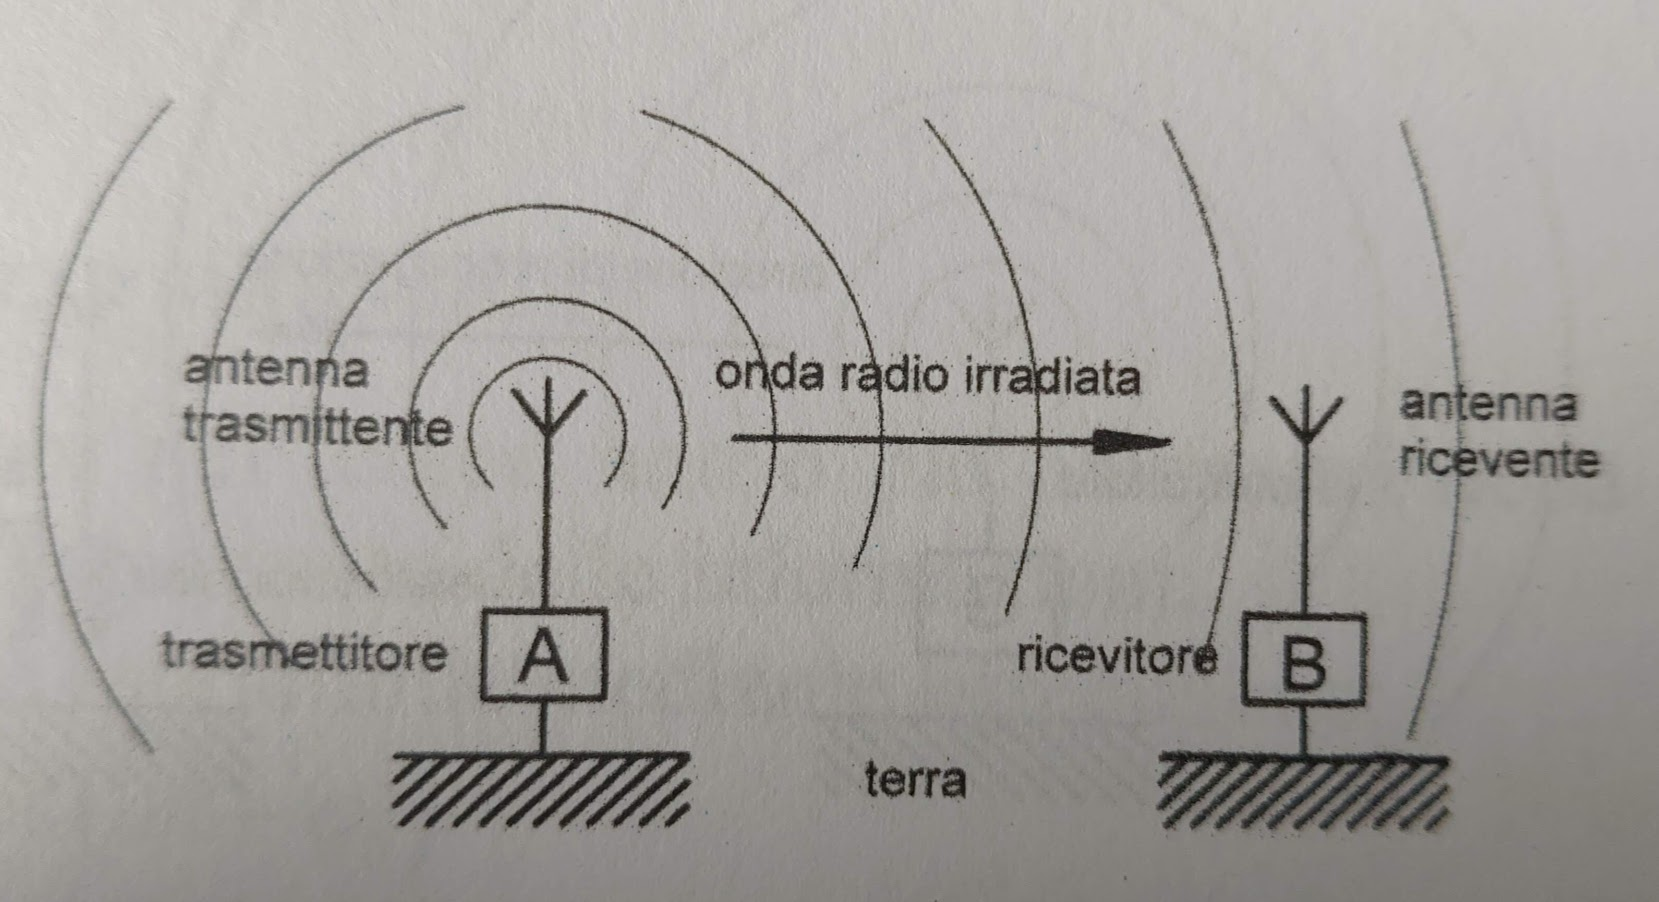 antenna
trasmittente
onda radio irradiata
antenna
ricevente
trasmettitore
A
ricevitore
B
terra